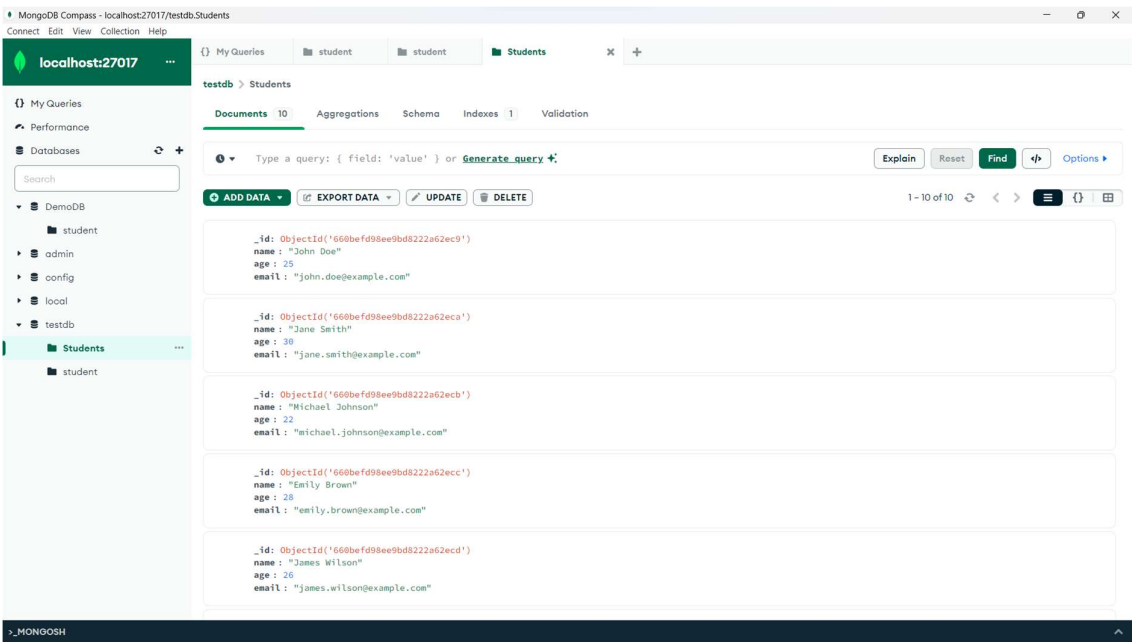 MongoDB Compass - localhost:27017/testdb.Students
Connect Edit View Collection Help
localhost:27017 ...
{} My Queries
Performance
Databases
Search
DemoDB
student
admin
config
local
testdb
Students ...
student
{} My Queries student student Students
testdb > Students
Documents 10 Aggregations Schema Indexes 1 Validation
Type a query: { field: 'value' } or Generate query
Explain Reset Find </> Options
ADD DATA EXPORT DATA UPDATE DELETE
1 – 10 of 10 {}
_id: ObjectId('660befd98ee9bd8222a62ec9')
name : "John Doe"
age : 25
email : "john.doe@example.com"
_id: ObjectId('660befd98ee9bd8222a62eca')
name : "Jane Smith"
age : 30
email : "jane.smith@example.com"
_id: ObjectId('660befd98ee9bd8222a62ecb')
name : "Michael Johnson"
age : 22
email : "michael.johnson@example.com"
_id: ObjectId('660befd98ee9bd8222a62ecc')
name : "Emily Brown"
age : 28
email : "emily.brown@example.com"
_id: ObjectId('660befd98ee9bd8222a62ecd')
name : "James Wilson"
age : 26
email : "james.wilson@example.com"
>_MONGOSH